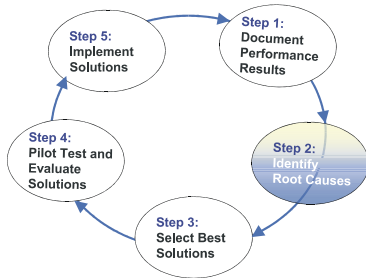 Step 1:
Document
Performance
Results
Step 2:
Identify
Root Causes
Step 3:
Select Best
Solutions
Step 4:
Pilot Test and
Evaluate
Solutions
Step 5:
Implement
Solutions